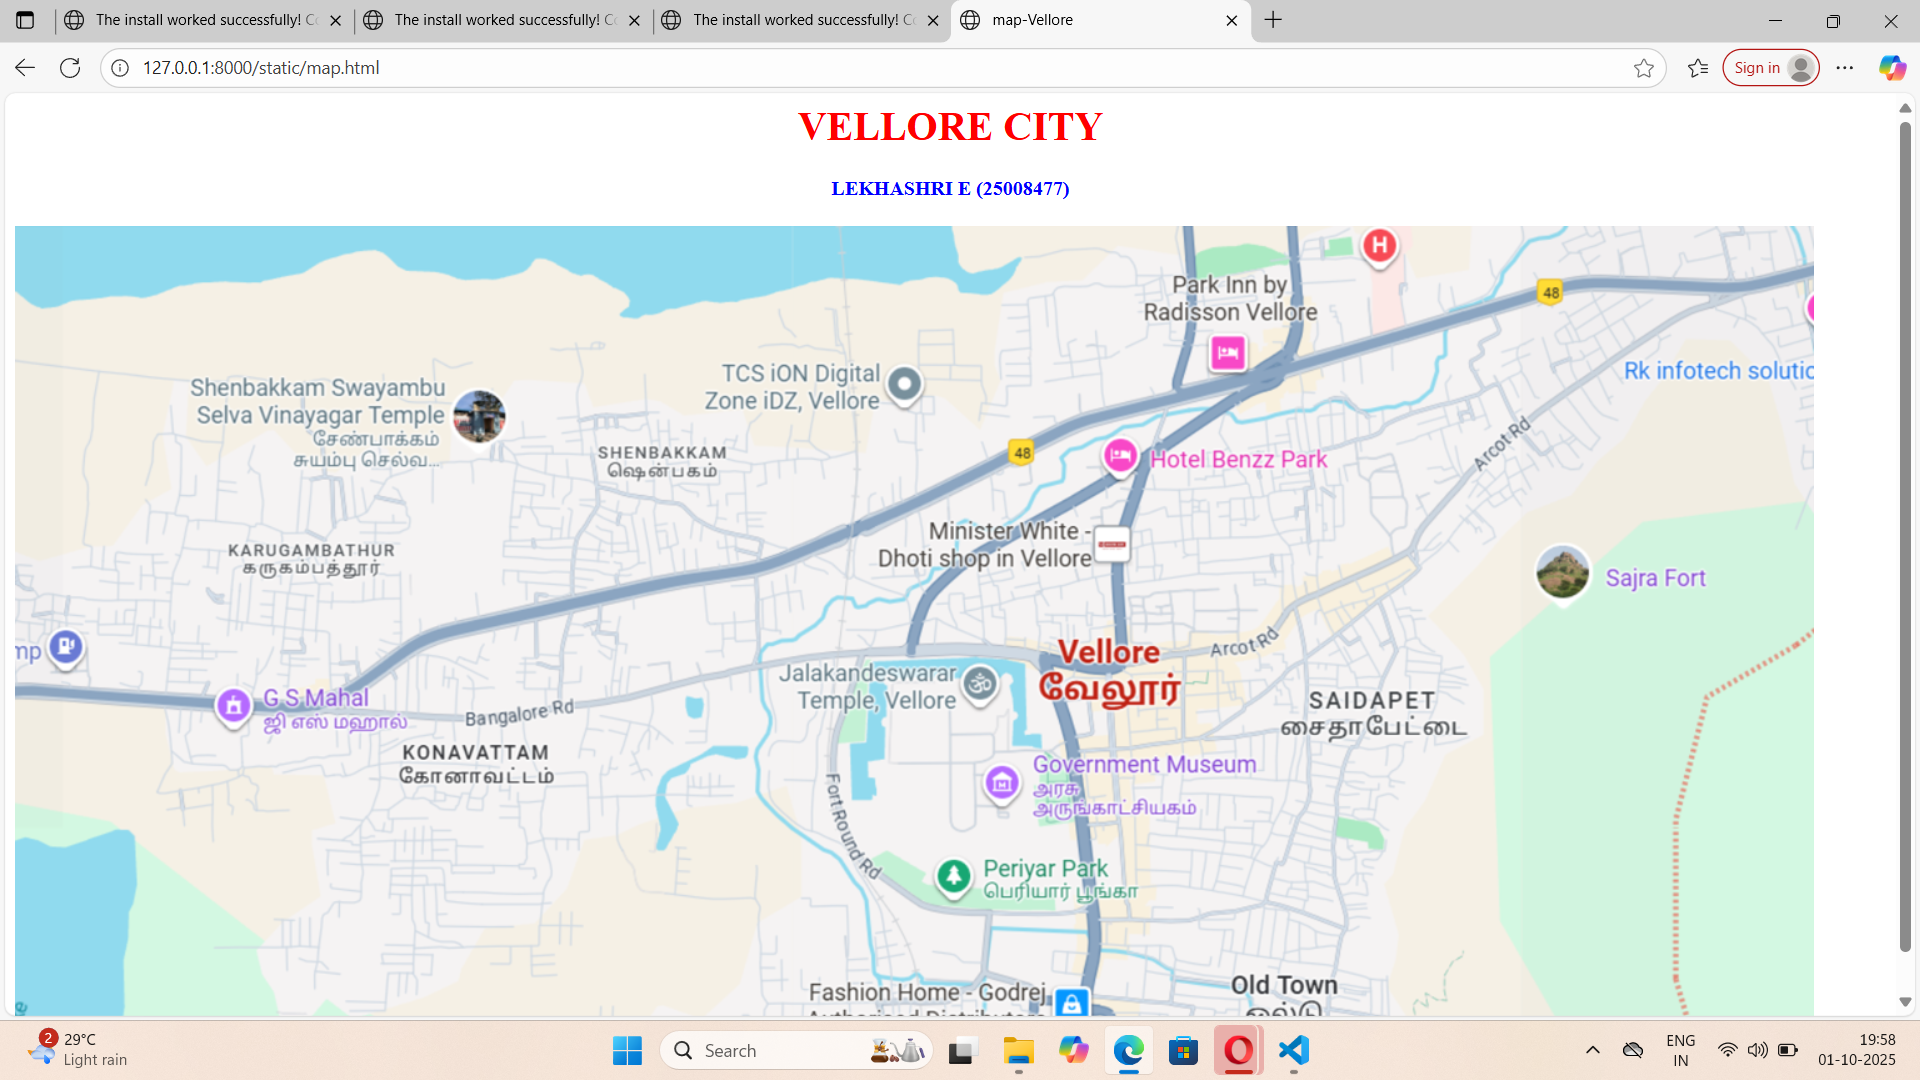 The install worked successfully! Co
The install worked successfully! Co
The install worked successfully! Co
map-Vellore
127.0.0.1:8000/static/map.html
Sign in
VELLORE CITY
LEKHASHRI E (25008477)
H
Park Inn by
Radisson Vellore
48
Rk infotech solutic
TCS iON Digital
Zone iDZ, Vellore
Shenbakkam Swayambu
Selva Vinayagar Temple
சேண்பாக்கம்
சுயம்பு செல்வ...
SHENBAKKAM
ஷென்பகம்
48
Hotel Benzz Park
Arcot Rd
Minister White -
Dhoti shop in Vellore
KARUGAMBATHUR
கருகம்பத்தூர்
Sajra Fort
mp
Vellore
வேலூர்
Arcot Rd
Jalakandeswarar
Temple, Vellore
G S Mahal
ஜி எஸ் மஹால்
Bangalore Rd
SAIDAPET
சைதாபேட்டை
KONAVATTAM
கோனாவட்டம்
Government Museum
அரசு
அருங்காட்சியகம்
Fort Round Rd
Periyar Park
பெரியார் பூங்கா
Old Town
Fashion Home - Godrej
2
29°C
Light rain
Search
ENG
IN
19:58
01-10-2025